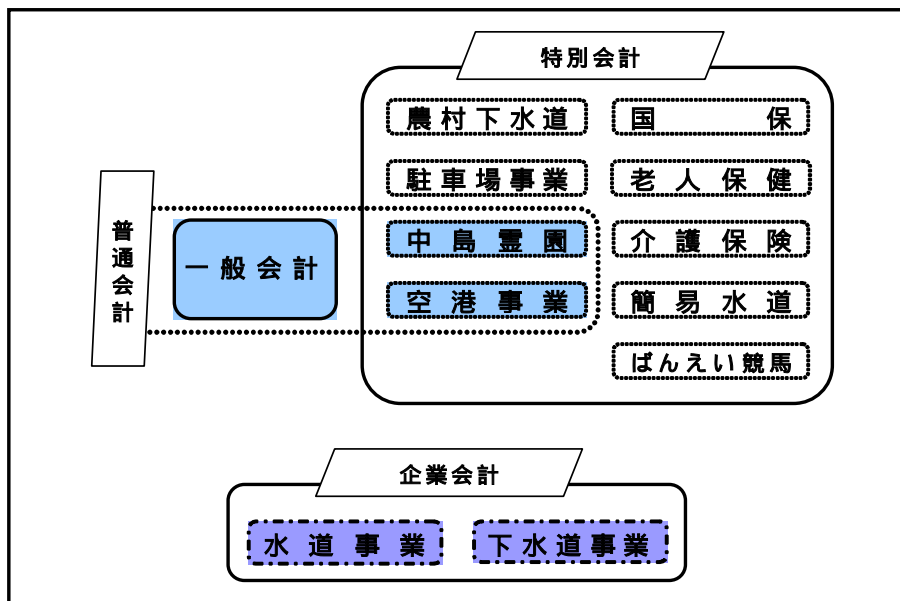 特別会計
農村下水道
国保
駐車場事業
老人保健
普通会計
一般会計
中島霊園
介護保険
空港事業
簡易水道
ばんえい競馬
企業会計
水道事業
下水道事業